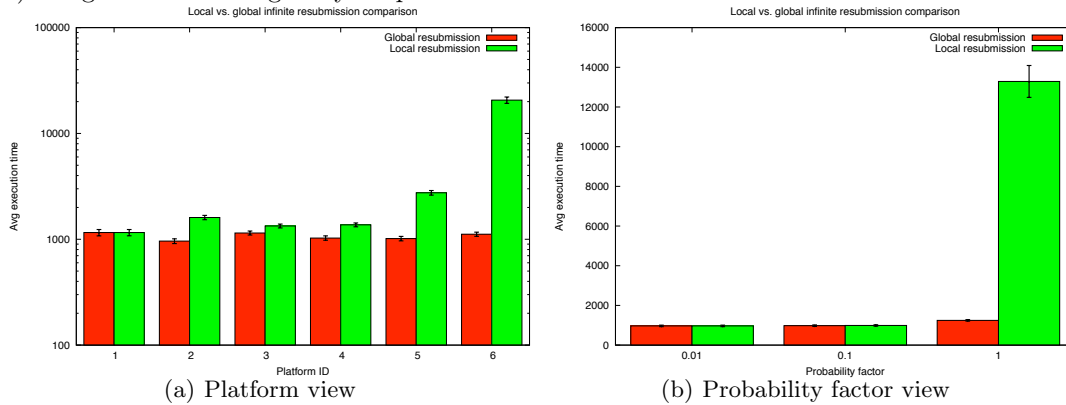 Local vs. global infinite resubmission comparison
Global resubmission
Local resubmission
100000
10000
1000
100
Avg execution time
1 2 3 4 5 6
Platform ID
(a) Platform view
Local vs. global infinite resubmission comparison
Global resubmission
Local resubmission
16000
14000
12000
10000
8000
6000
4000
2000
0
Avg execution time
0.01 0.1 1
Probability factor
(b) Probability factor view